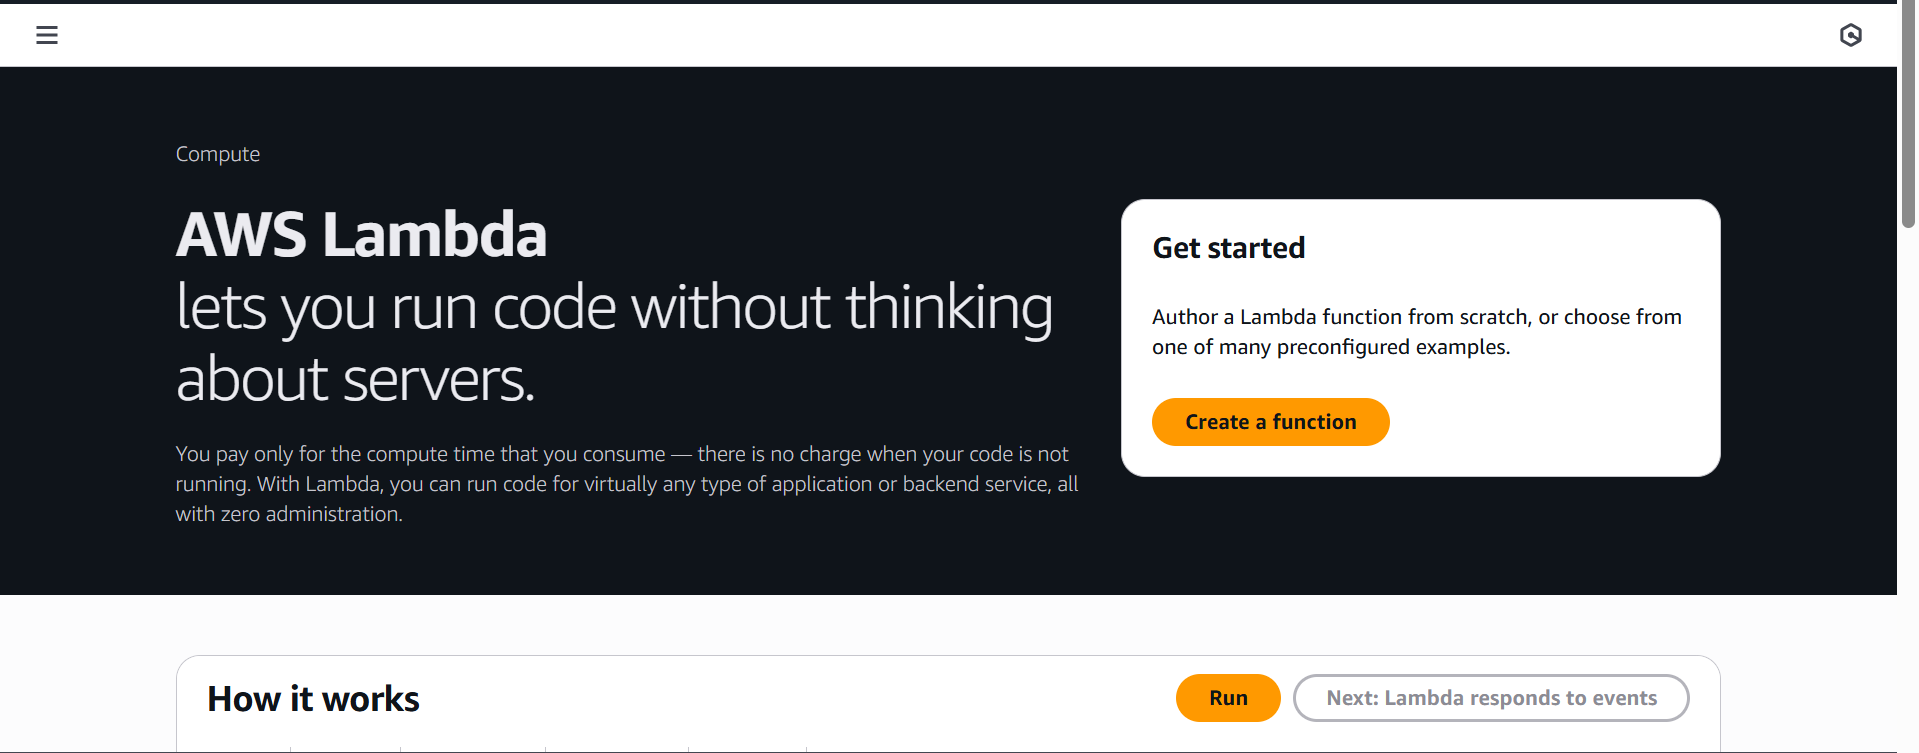 Compute
AWS Lambda
lets you run code without thinking
about servers.
You pay only for the compute time that you consume — there is no charge when your code is not
running. With Lambda, you can run code for virtually any type of application or backend service, all
with zero administration.
Get started
Author a Lambda function from scratch, or choose from
one of many preconfigured examples.
Create a function
How it works
Run
Next: Lambda responds to events